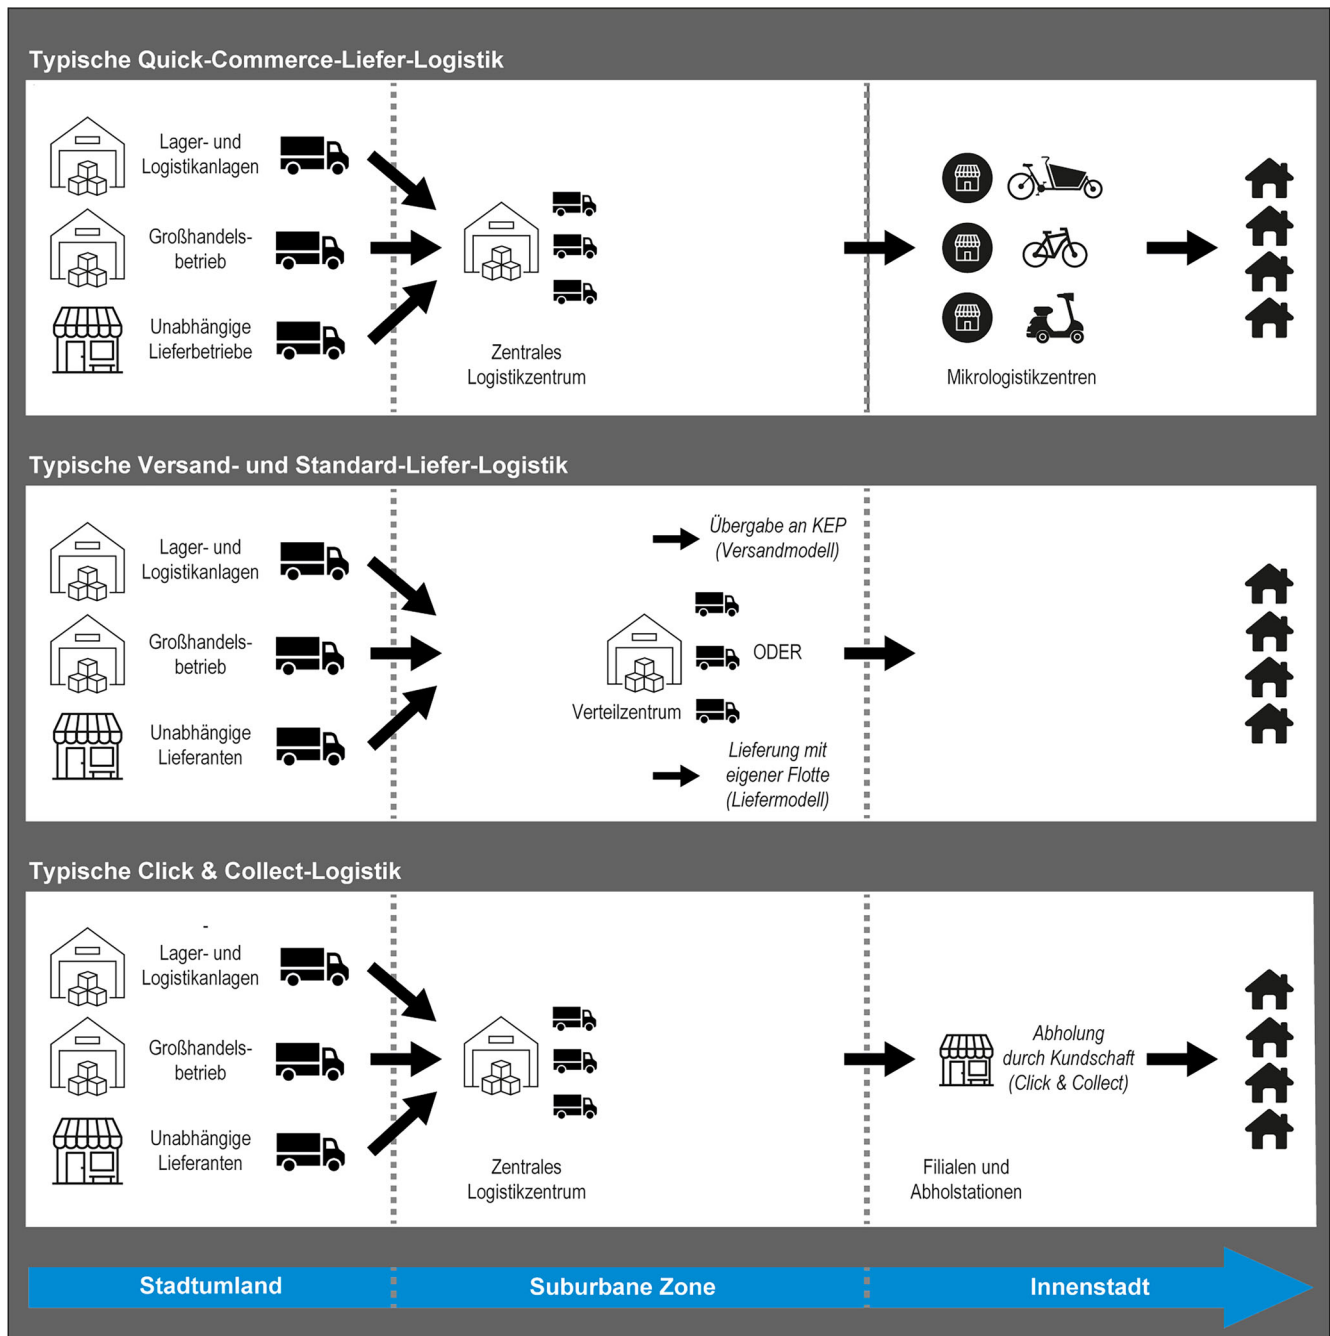 Typische Quick-Commerce-Liefer-Logistik
Lager- und
Logistikanlagen
Großhandels-
betrieb
Unabhängige
Lieferbetriebe
Zentrales
Logistikzentrum
Mikrologistikzentren
Typische Versand- und Standard-Liefer-Logistik
Lager- und
Logistikanlagen
Großhandels-
betrieb
Unabhängige
Lieferanten
Übergabe an KEP
(Versandmodell)
ODER
Verteilzentrum
Lieferung mit
eigener Flotte
(Liefermodell)
Typische Click & Collect-Logistik
-
Lager- und
Logistikanlagen
Großhandels-
betrieb
Unabhängige
Lieferanten
Zentrales
Logistikzentrum
Abholung
durch Kundschaft
(Click & Collect)
Filialen und
Abholstationen
Stadtumland
Suburbane Zone
Innenstadt